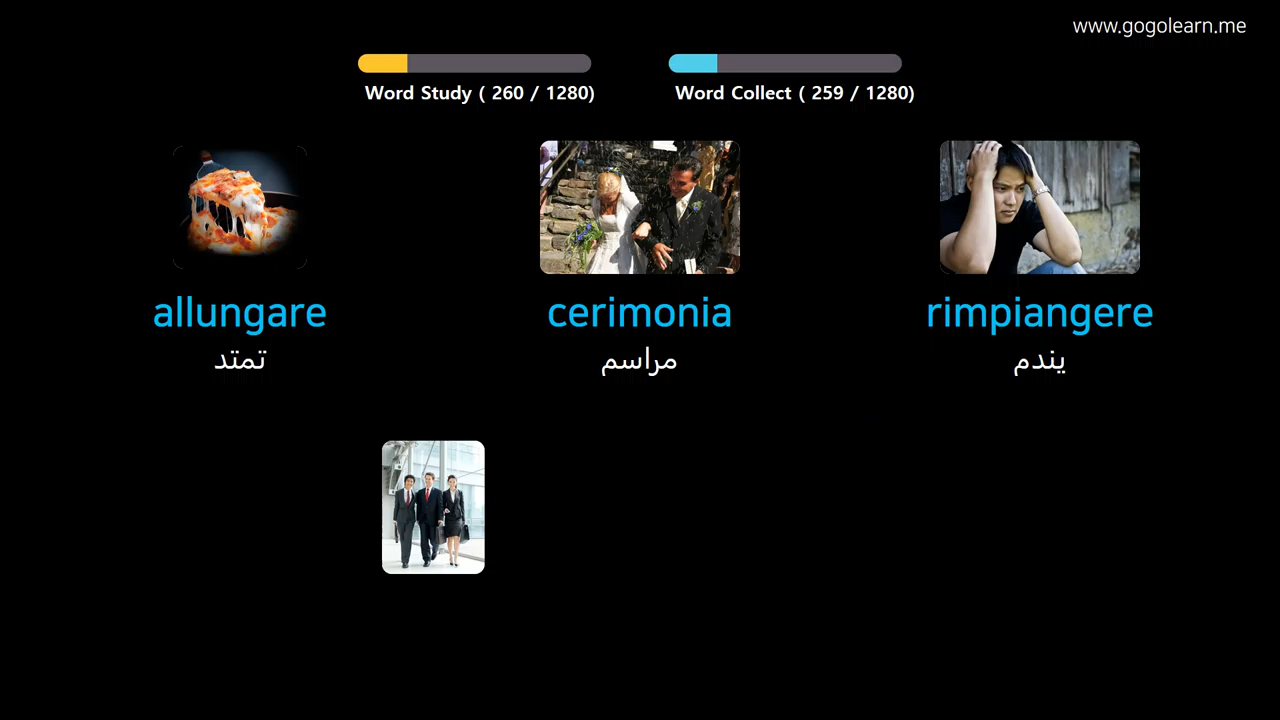 www.gogolearn.me
Word Study ( 260 / 1280)
Word Collect ( 259 / 1280)
allungare
cerimonia
rimpiangere
تمتد
مراسم
يندم